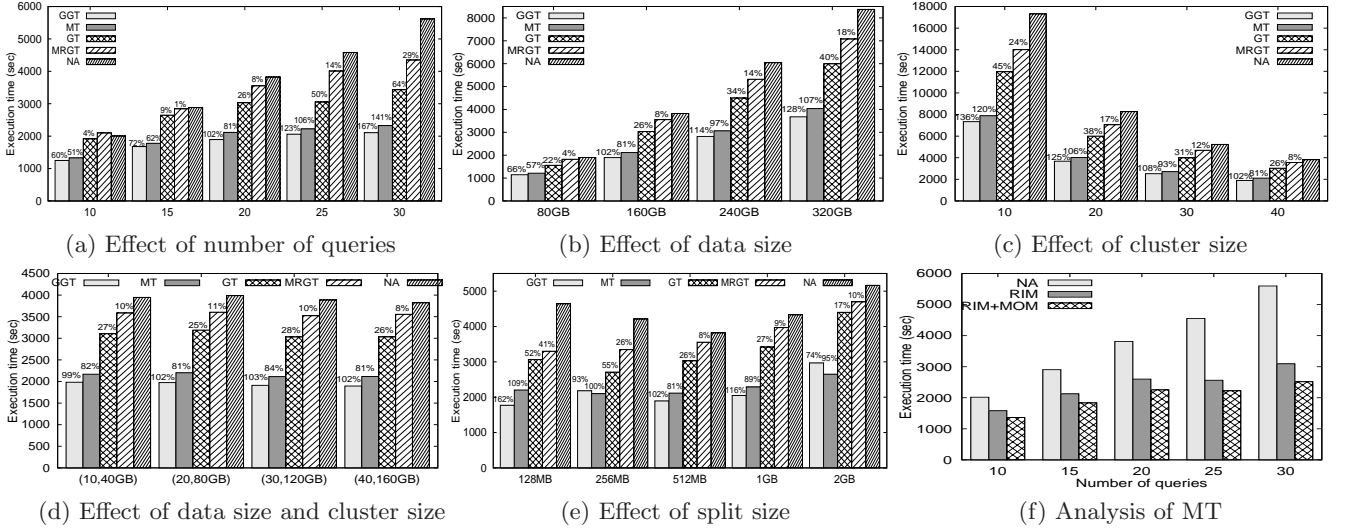 6000
5000
4000
3000
2000
1000
0
Execution time (sec)
GGT
MT
GT
MRGT
NA
60% 51% 4%
72% 62% 9% 1%
102% 81% 26% 8%
123% 106% 50% 14%
167% 141% 64% 29%
10 15 20 25 30
(a) Effect of number of queries
8000
7000
6000
5000
4000
3000
2000
1000
0
Execution time (sec)
GGT
MT
GT
MRGT
NA
66% 57% 22% 4%
102% 81% 26% 8%
114% 97% 34% 14%
128% 107% 40% 18%
80GB 160GB 240GB 320GB
(b) Effect of data size
18000
16000
14000
12000
10000
8000
6000
4000
2000
Execution time (sec)
GGT
MT
GT
MRGT
NA
136% 120% 45% 24%
125% 106% 38% 17%
108% 93% 31% 12%
102% 81% 26% 8%
10 20 30 40
(c) Effect of cluster size
4500
4000
3500
3000
2500
2000
1500
1000
500
0
Execution time (sec)
GGT MT GT MRGT NA
99% 82% 27% 10%
102% 81% 25% 11%
103% 84% 28% 10%
102% 81% 26% 8%
(10,40GB) (20,80GB) (30,120GB) (40,160GB)
(d) Effect of data size and cluster size
5000
4000
3000
2000
1000
0
Execution time (sec)
GGT MT GT MRGT NA
162% 109% 52% 41%
93% 100% 55% 26%
102% 81% 26% 8%
116% 89% 27% 9%
74% 95% 17% 10%
128MB 256MB 512MB 1GB 2GB
(e) Effect of split size
6000
5000
4000
3000
2000
1000
0
Execution time (sec)
NA
RIM
RIM+MOM
10 15 20 25 30
Number of queries
(f) Analysis of MT